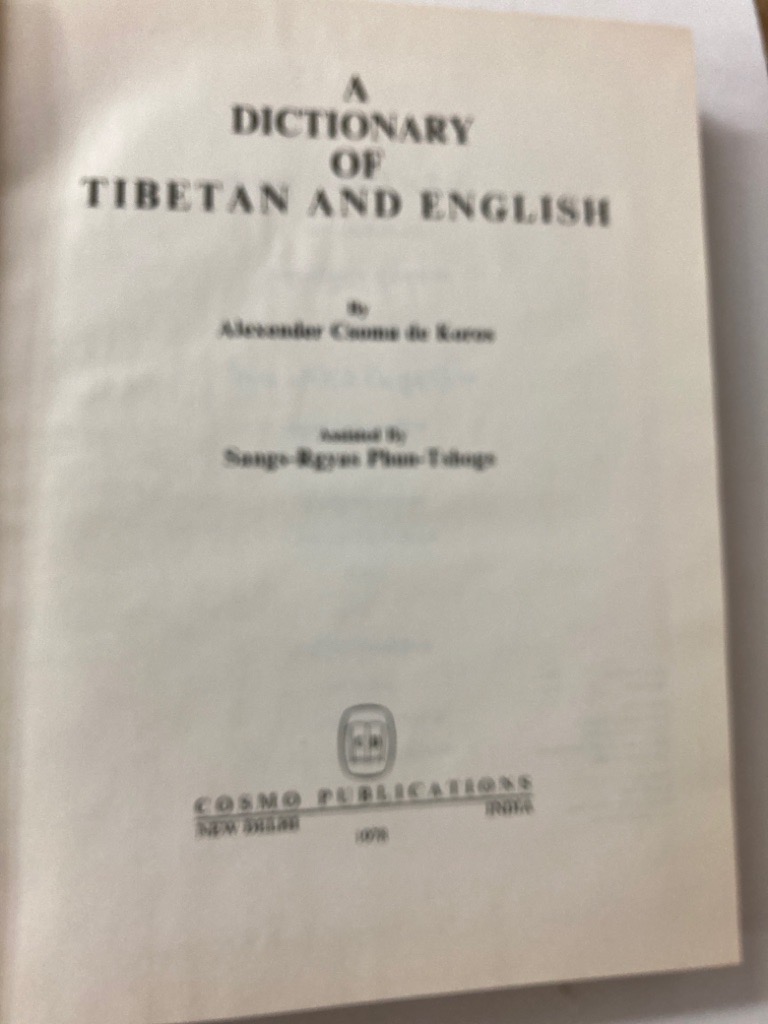 A
DICTIONARY
OF
TIBETAN AND ENGLISH
By
Alexander Csoma de Koros
Assisted By
Sangs-Rgyas Phun-Tshogs
COSMO PUBLICATIONS
NEW DELHI INDIA